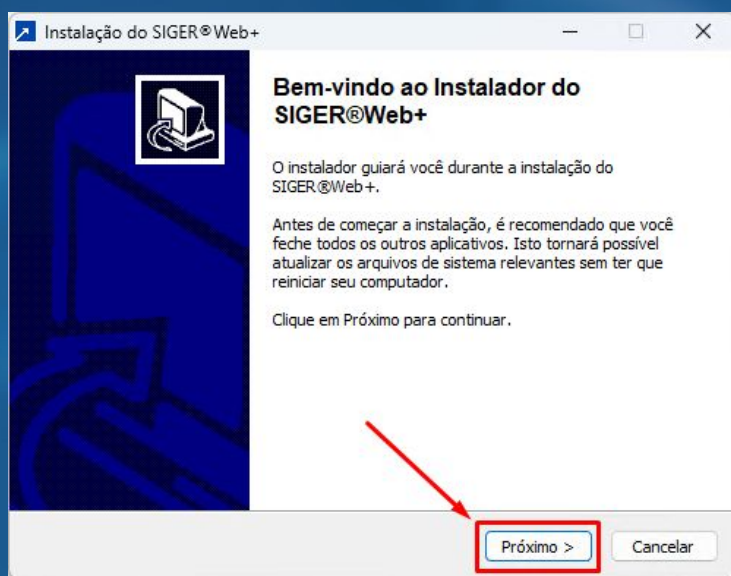 Instalação do SIGER®Web+
Bem-vindo ao Instalador do
SIGER®Web+
O instalador guiará você durante a instalação do
SIGER®Web+.
Antes de começar a instalação, é recomendado que você
feche todos os outros aplicativos. Isto tornará possível
atualizar os arquivos de sistema relevantes sem ter que
reiniciar seu computador.
Clique em Próximo para continuar.
Próximo >
Cancelar